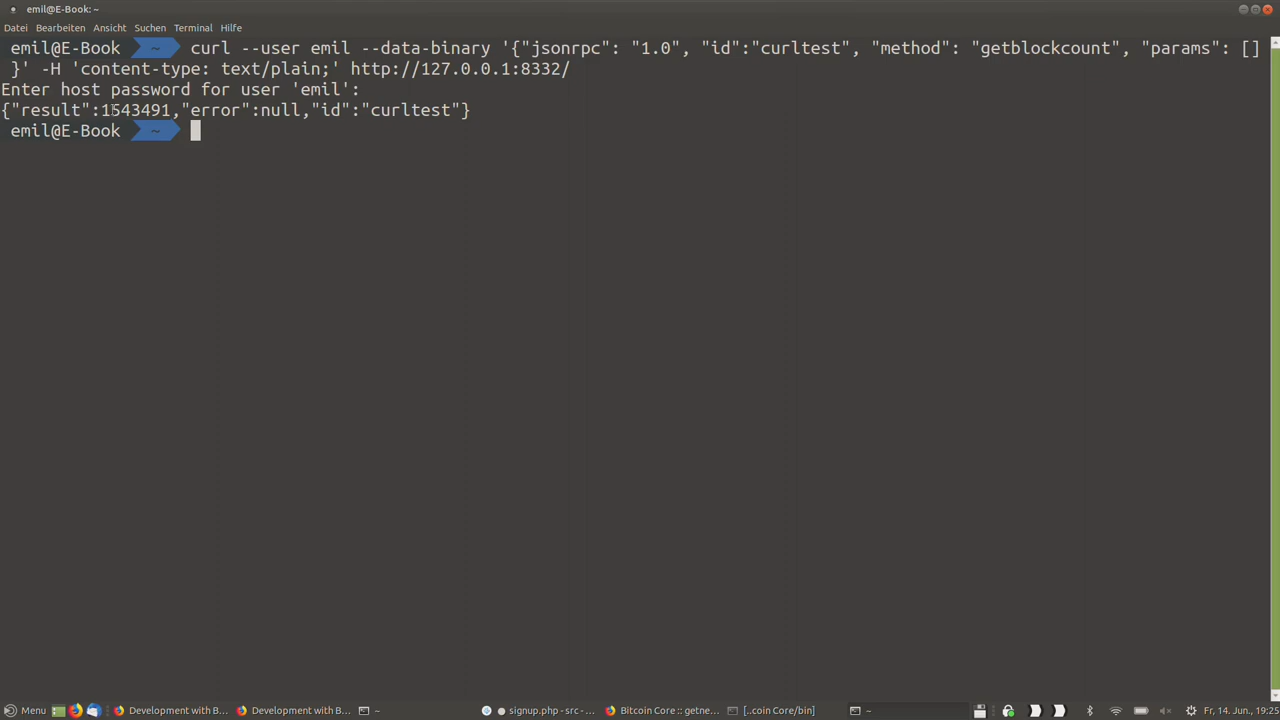 emil@E-Book: ~
Datei Bearbeiten Ansicht Suchen Terminal Hilfe
emil@E-Book ~ curl --user emil --data-binary '{"jsonrpc": "1.0", "id":"curltest", "method": "getblockcount", "params": []
}' -H 'content-type: text/plain;' http://127.0.0.1:8332/
Enter host password for user 'emil':
{"result":1543491,"error":null,"id":"curltest"}
emil@E-Book ~
Menu Development with B... Development with B... ~ ● signup.php - src - ... Bitcoin Core :: getne... [..coin Core/bin] ~ Fr, 14. Jun., 19:25